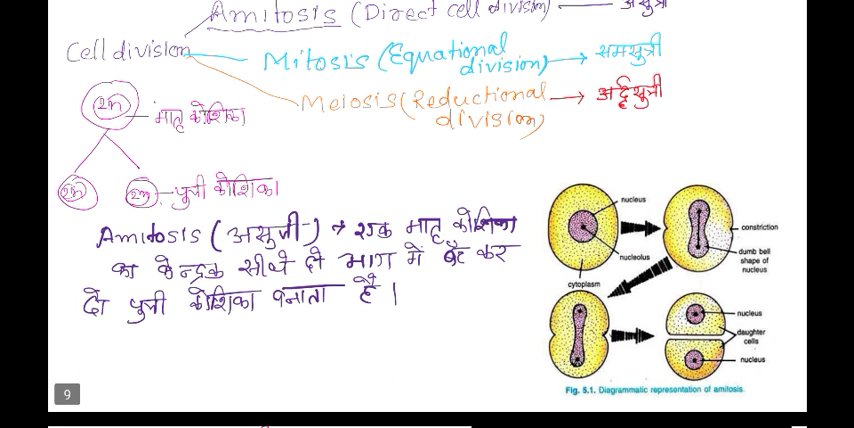 Amitosis (Direct cell division) — असूत्री
Cell division
Mitosis (Equational division) → समसूत्री
Meiosis (Reductional division) → अर्द्धसूत्री
2n
मातृ कोशिका
2n 2n पुत्री कोशिका
Amitosis (असूत्री) → एक मातृ कोशिका
का केन्द्रक सीधे दो भाग में बँट कर
दो पुत्री कोशिका बनाता है।
nucleus
nucleolus
cytoplasm
constriction
dumb bell
shape of
nucleus
nucleus
daughter
cells
nucleus
Fig. 5.1. Diagrammatic representation of amitosis.
9